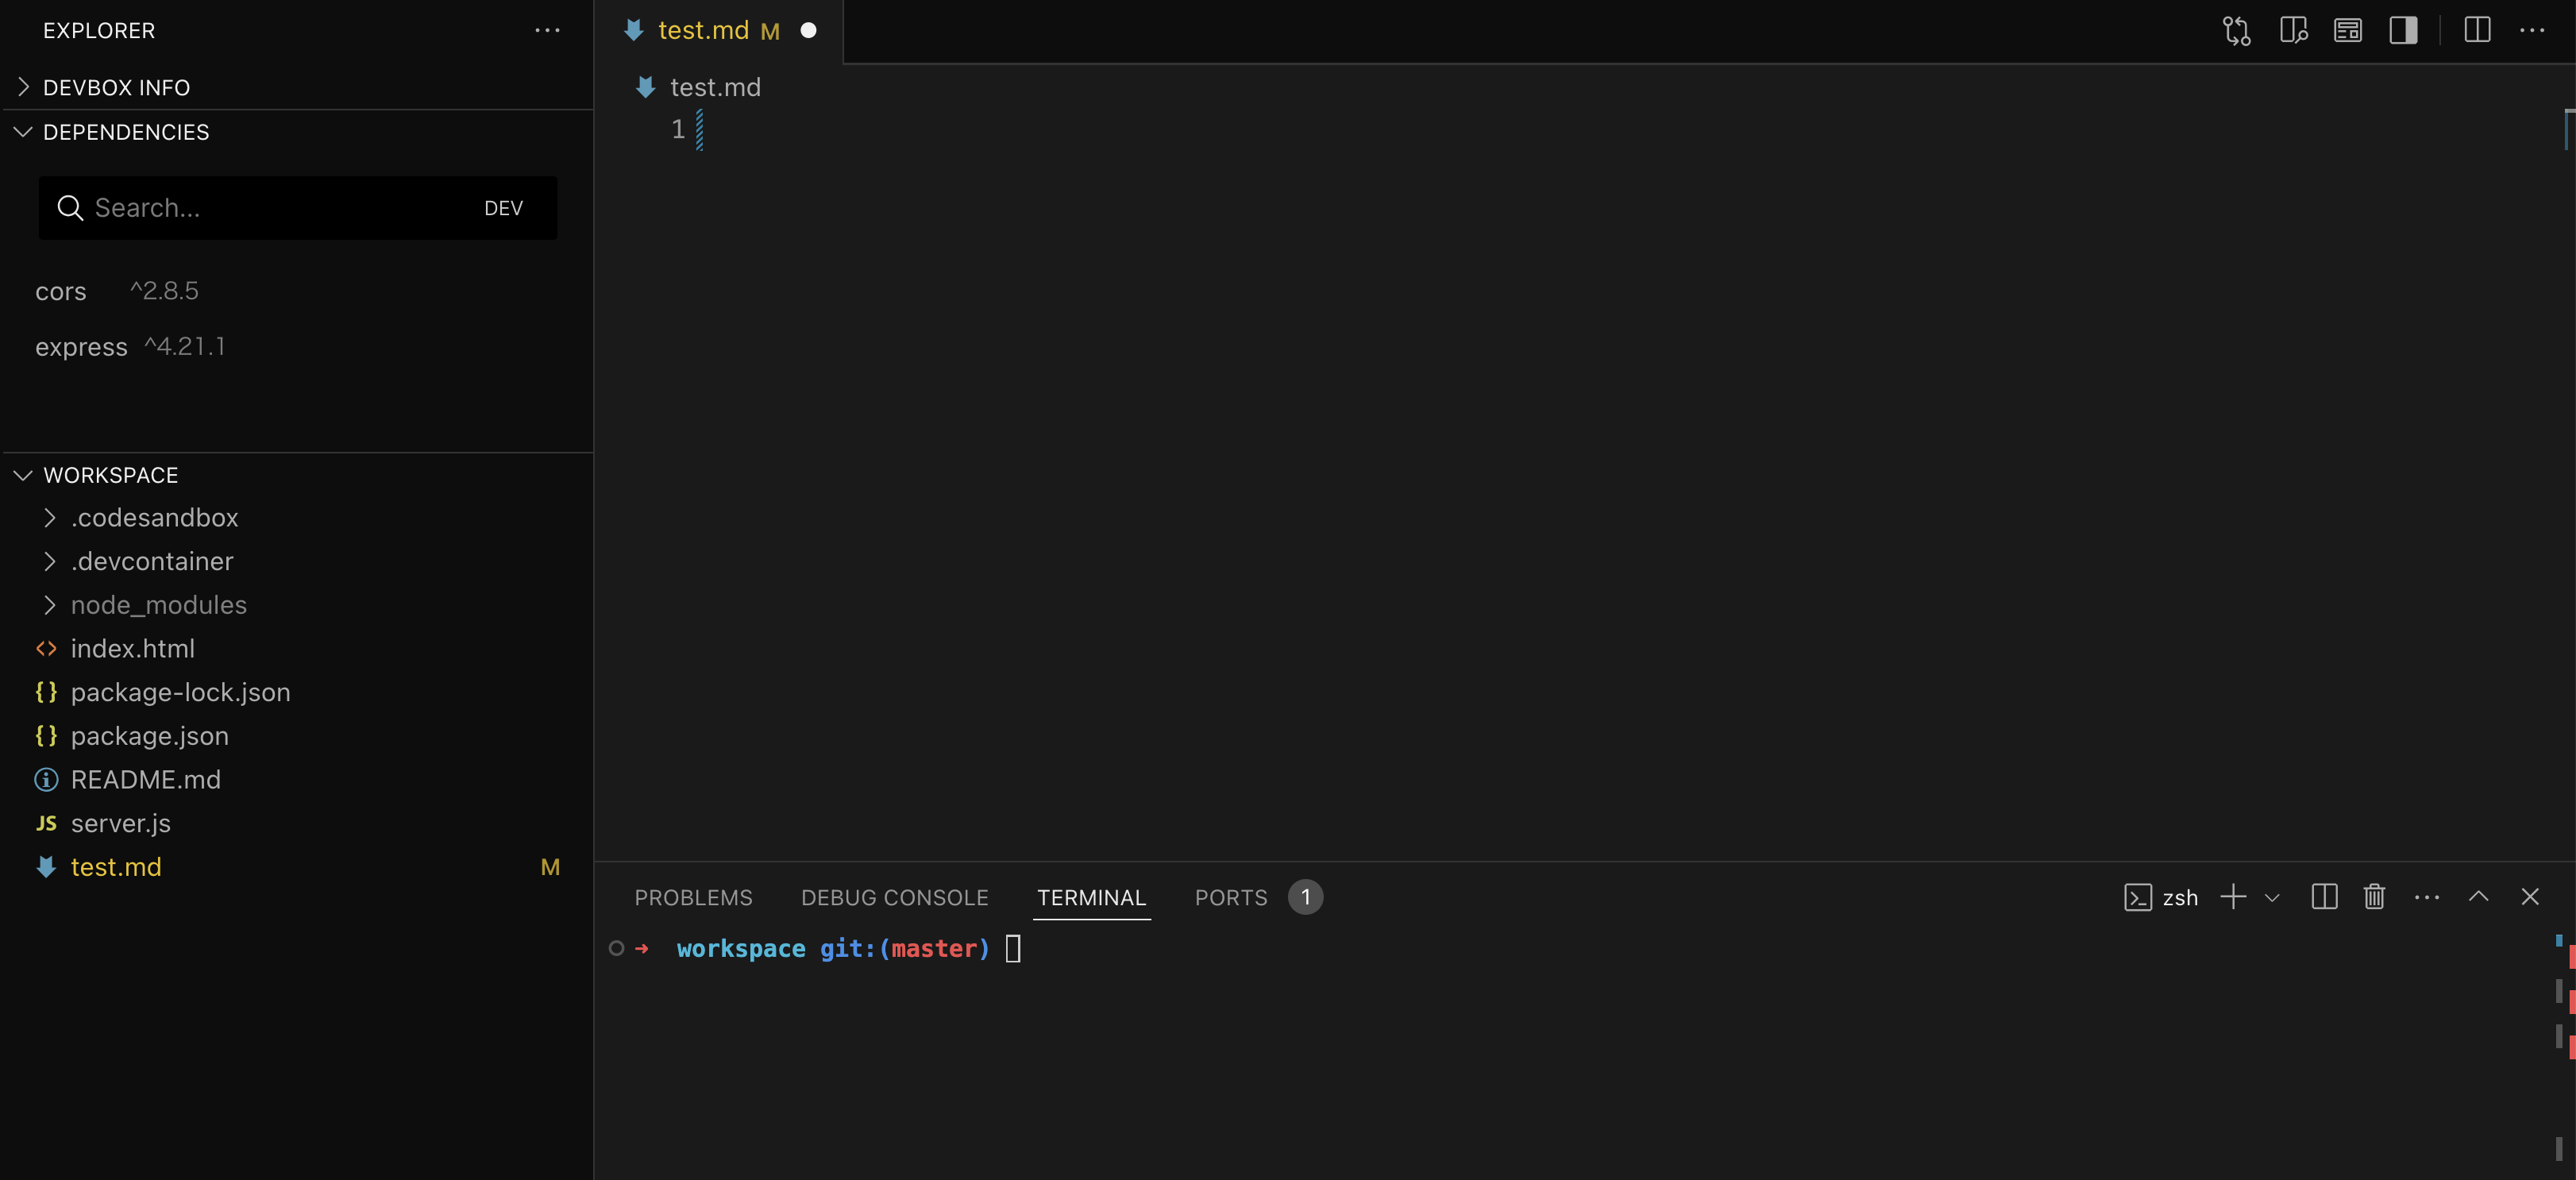 EXPLORER
DEVBOX INFO
DEPENDENCIES
Search... DEV
cors ^2.8.5
express ^4.21.1
WORKSPACE
.codesandbox
.devcontainer
node_modules
<> index.html
{} package-lock.json
{} package.json
README.md
JS server.js
test.md M
test.md M
test.md
1
PROBLEMS DEBUG CONSOLE TERMINAL PORTS 1 zsh
➜ workspace git:(master)